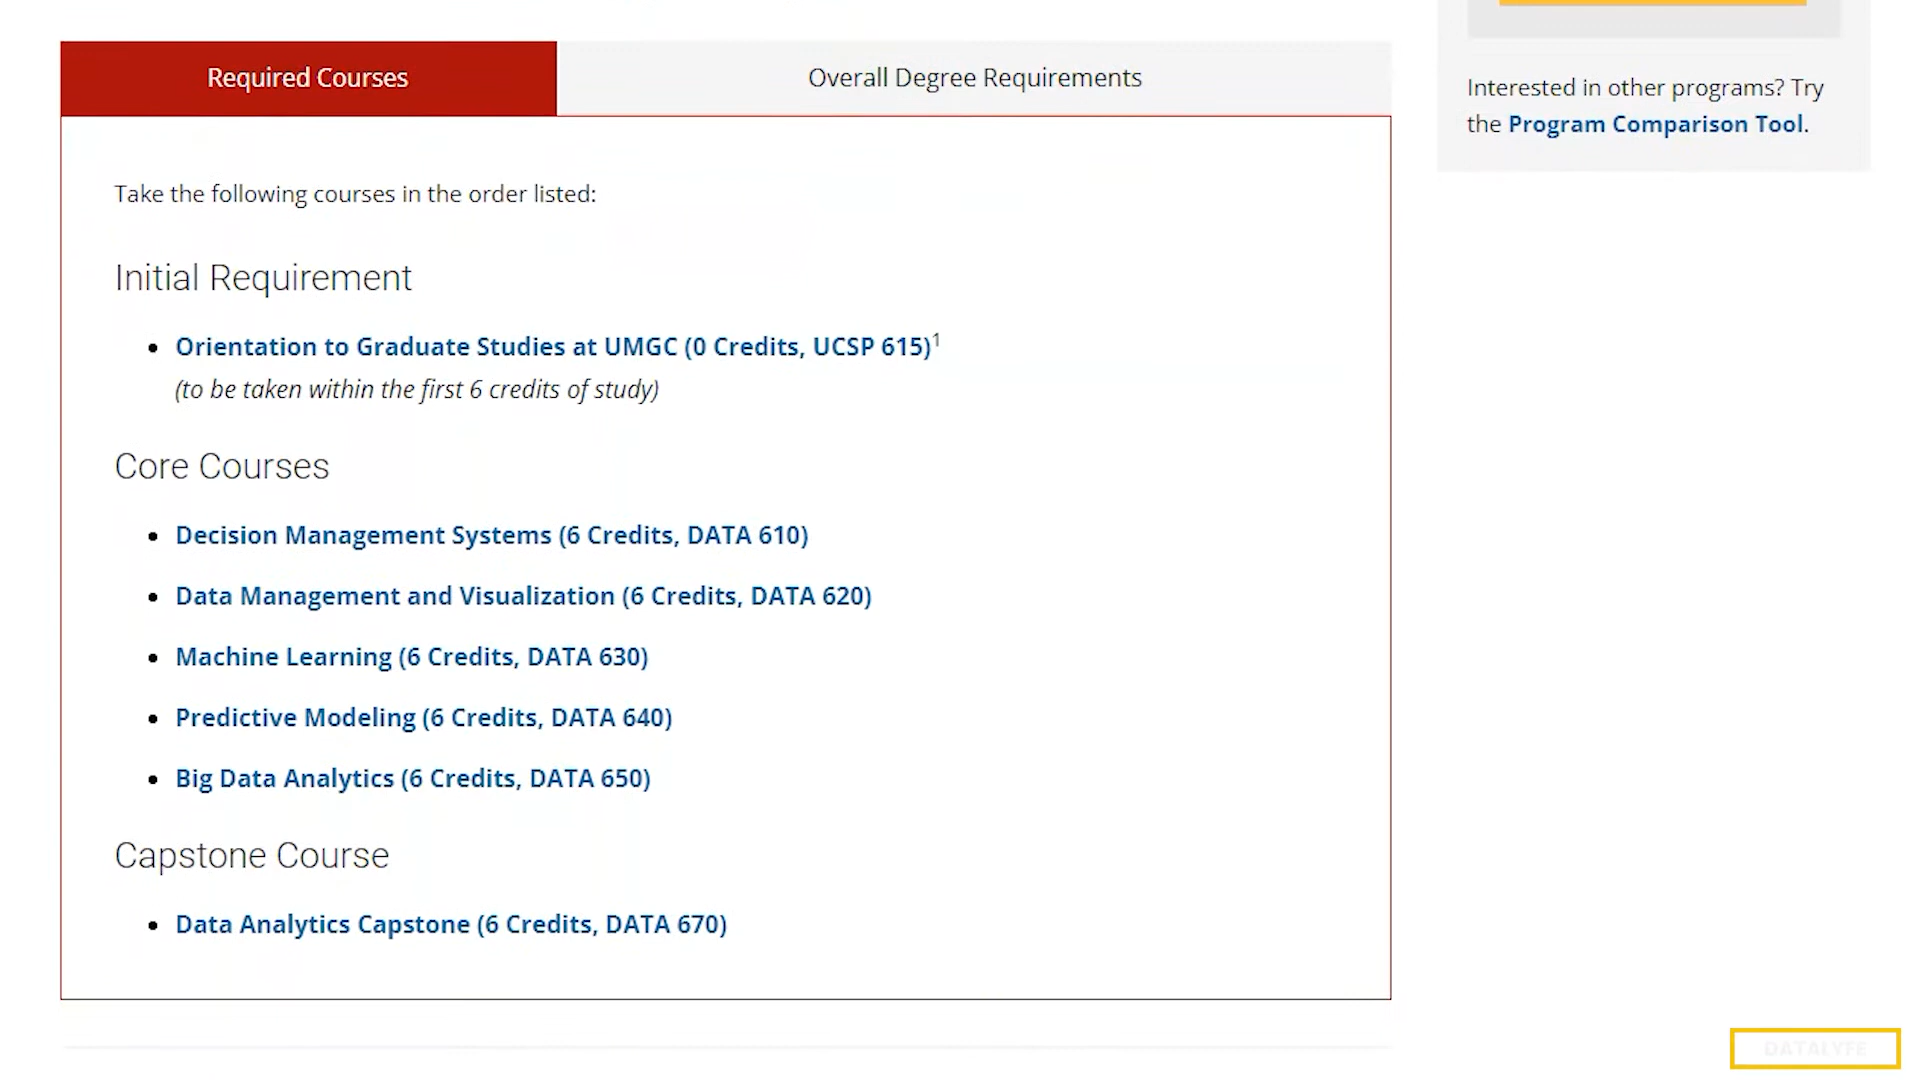 Required Courses
Overall Degree Requirements
Interested in other programs? Try
the Program Comparison Tool.
Take the following courses in the order listed:
Initial Requirement
• Orientation to Graduate Studies at UMGC (0 Credits, UCSP 615)1
(to be taken within the first 6 credits of study)
Core Courses
• Decision Management Systems (6 Credits, DATA 610)
• Data Management and Visualization (6 Credits, DATA 620)
• Machine Learning (6 Credits, DATA 630)
• Predictive Modeling (6 Credits, DATA 640)
• Big Data Analytics (6 Credits, DATA 650)
Capstone Course
• Data Analytics Capstone (6 Credits, DATA 670)
DATALYFE